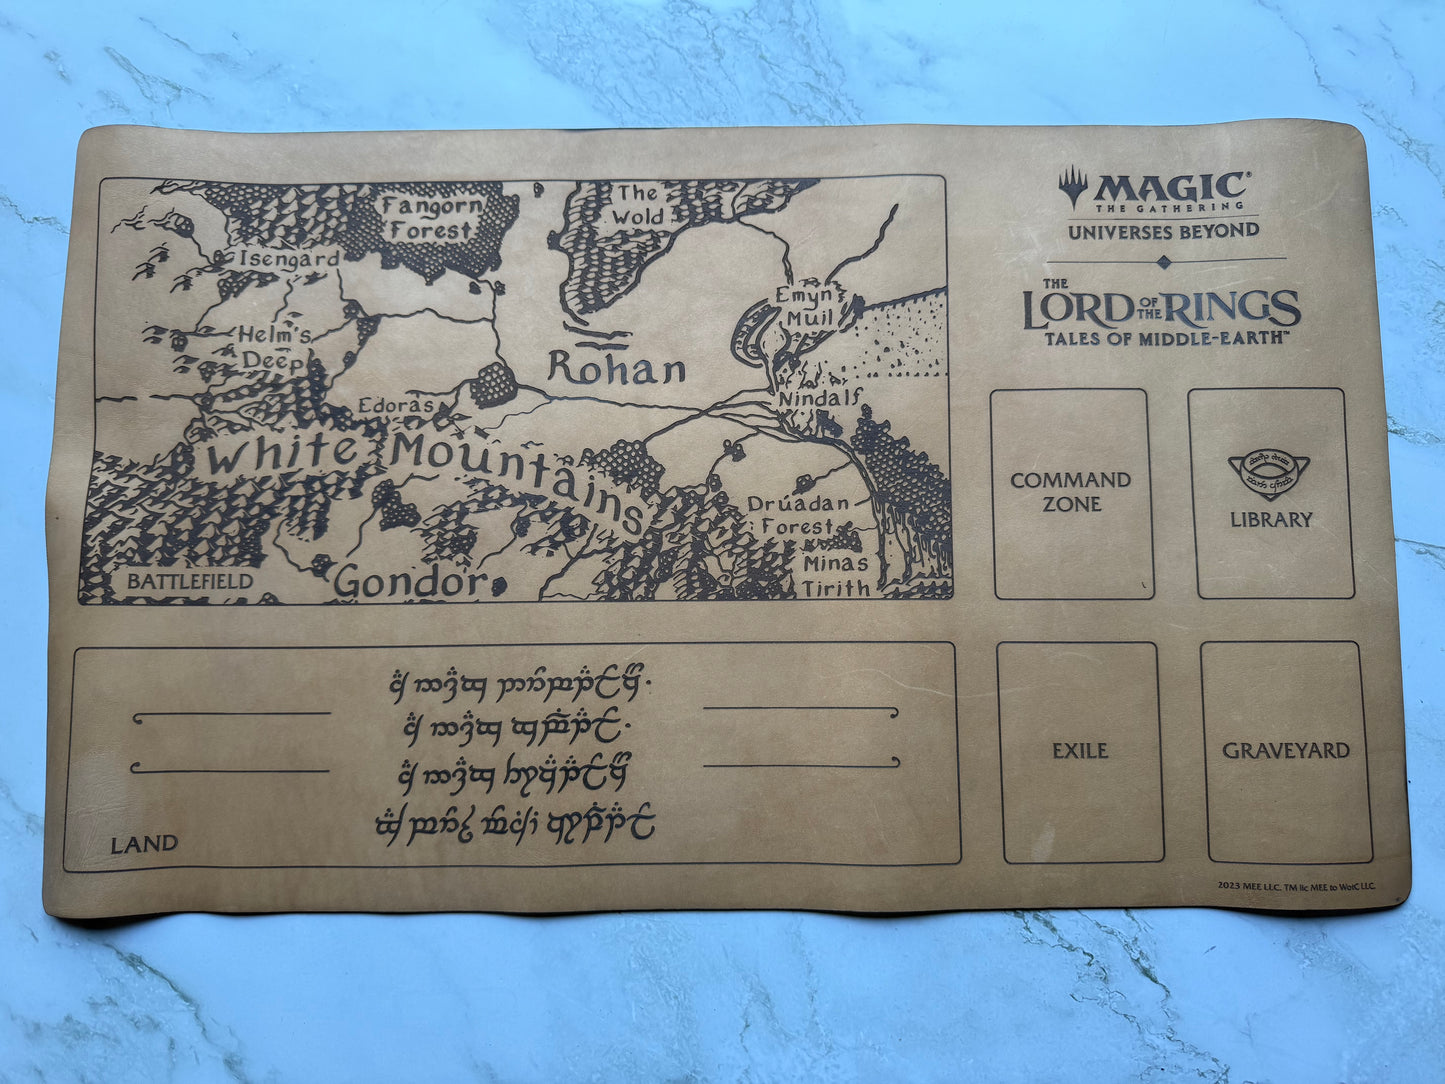 MAGIC®
THE GATHERING
UNIVERSES BEYOND
THE
LORD OF THE RINGS
TALES OF MIDDLE-EARTH™
Fangorn
Forest
The
Wold
Isengard
Emyn
Muil
Helm's
Deep
Rohan
Edoras
Nindalf
White Mountains
Drúadan
Forest
Minas
Tirith
Gondor
BATTLEFIELD
COMMAND
ZONE
LIBRARY
LAND
EXILE
GRAVEYARD
2023 MEE LLC. TM llc MEE to WotC LLC.